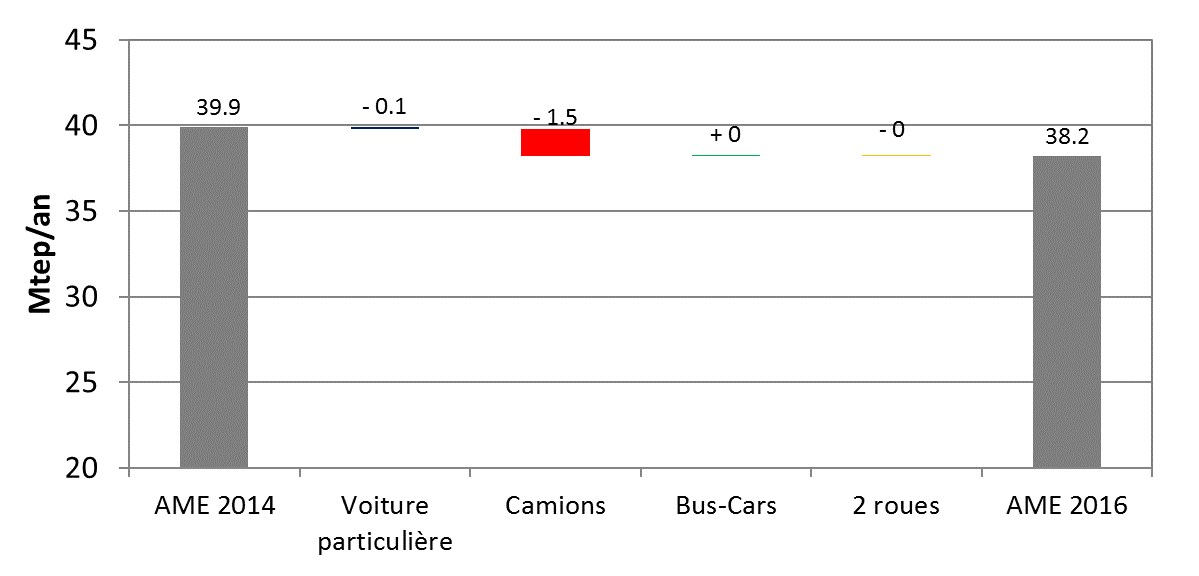 45
40
35
30
25
20
Mtep/an
39.9
- 0.1
- 1.5
+ 0
- 0
38.2
AME 2014
Voiture
particulière
Camions
Bus-Cars
2 roues
AME 2016